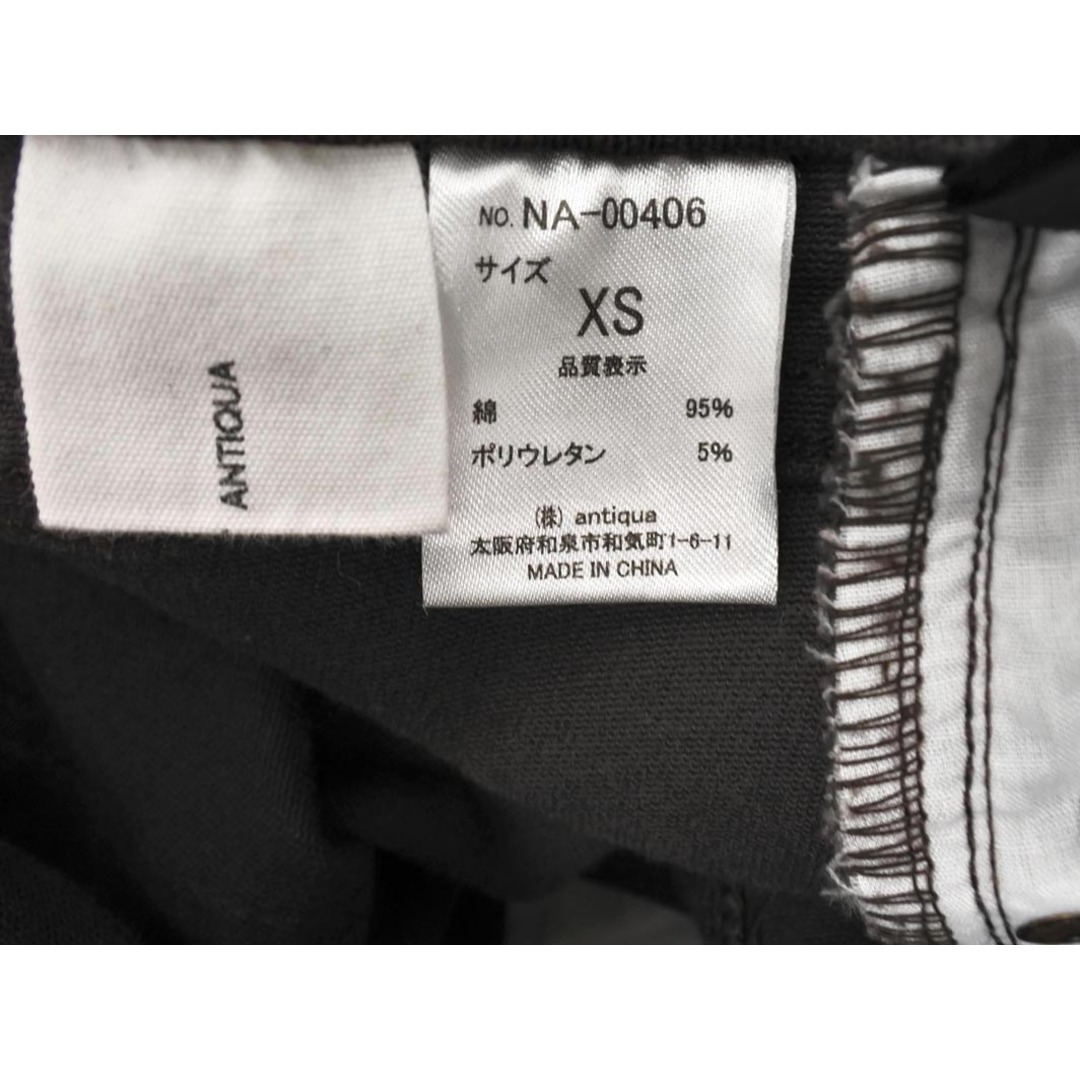 ANTIQUA
NO. NA-00406
サイズ
XS
品質表示
綿 95%
ポリウレタン 5%
(株) antiqua
大阪府和泉市和気町1-6-11
MADE IN CHINA